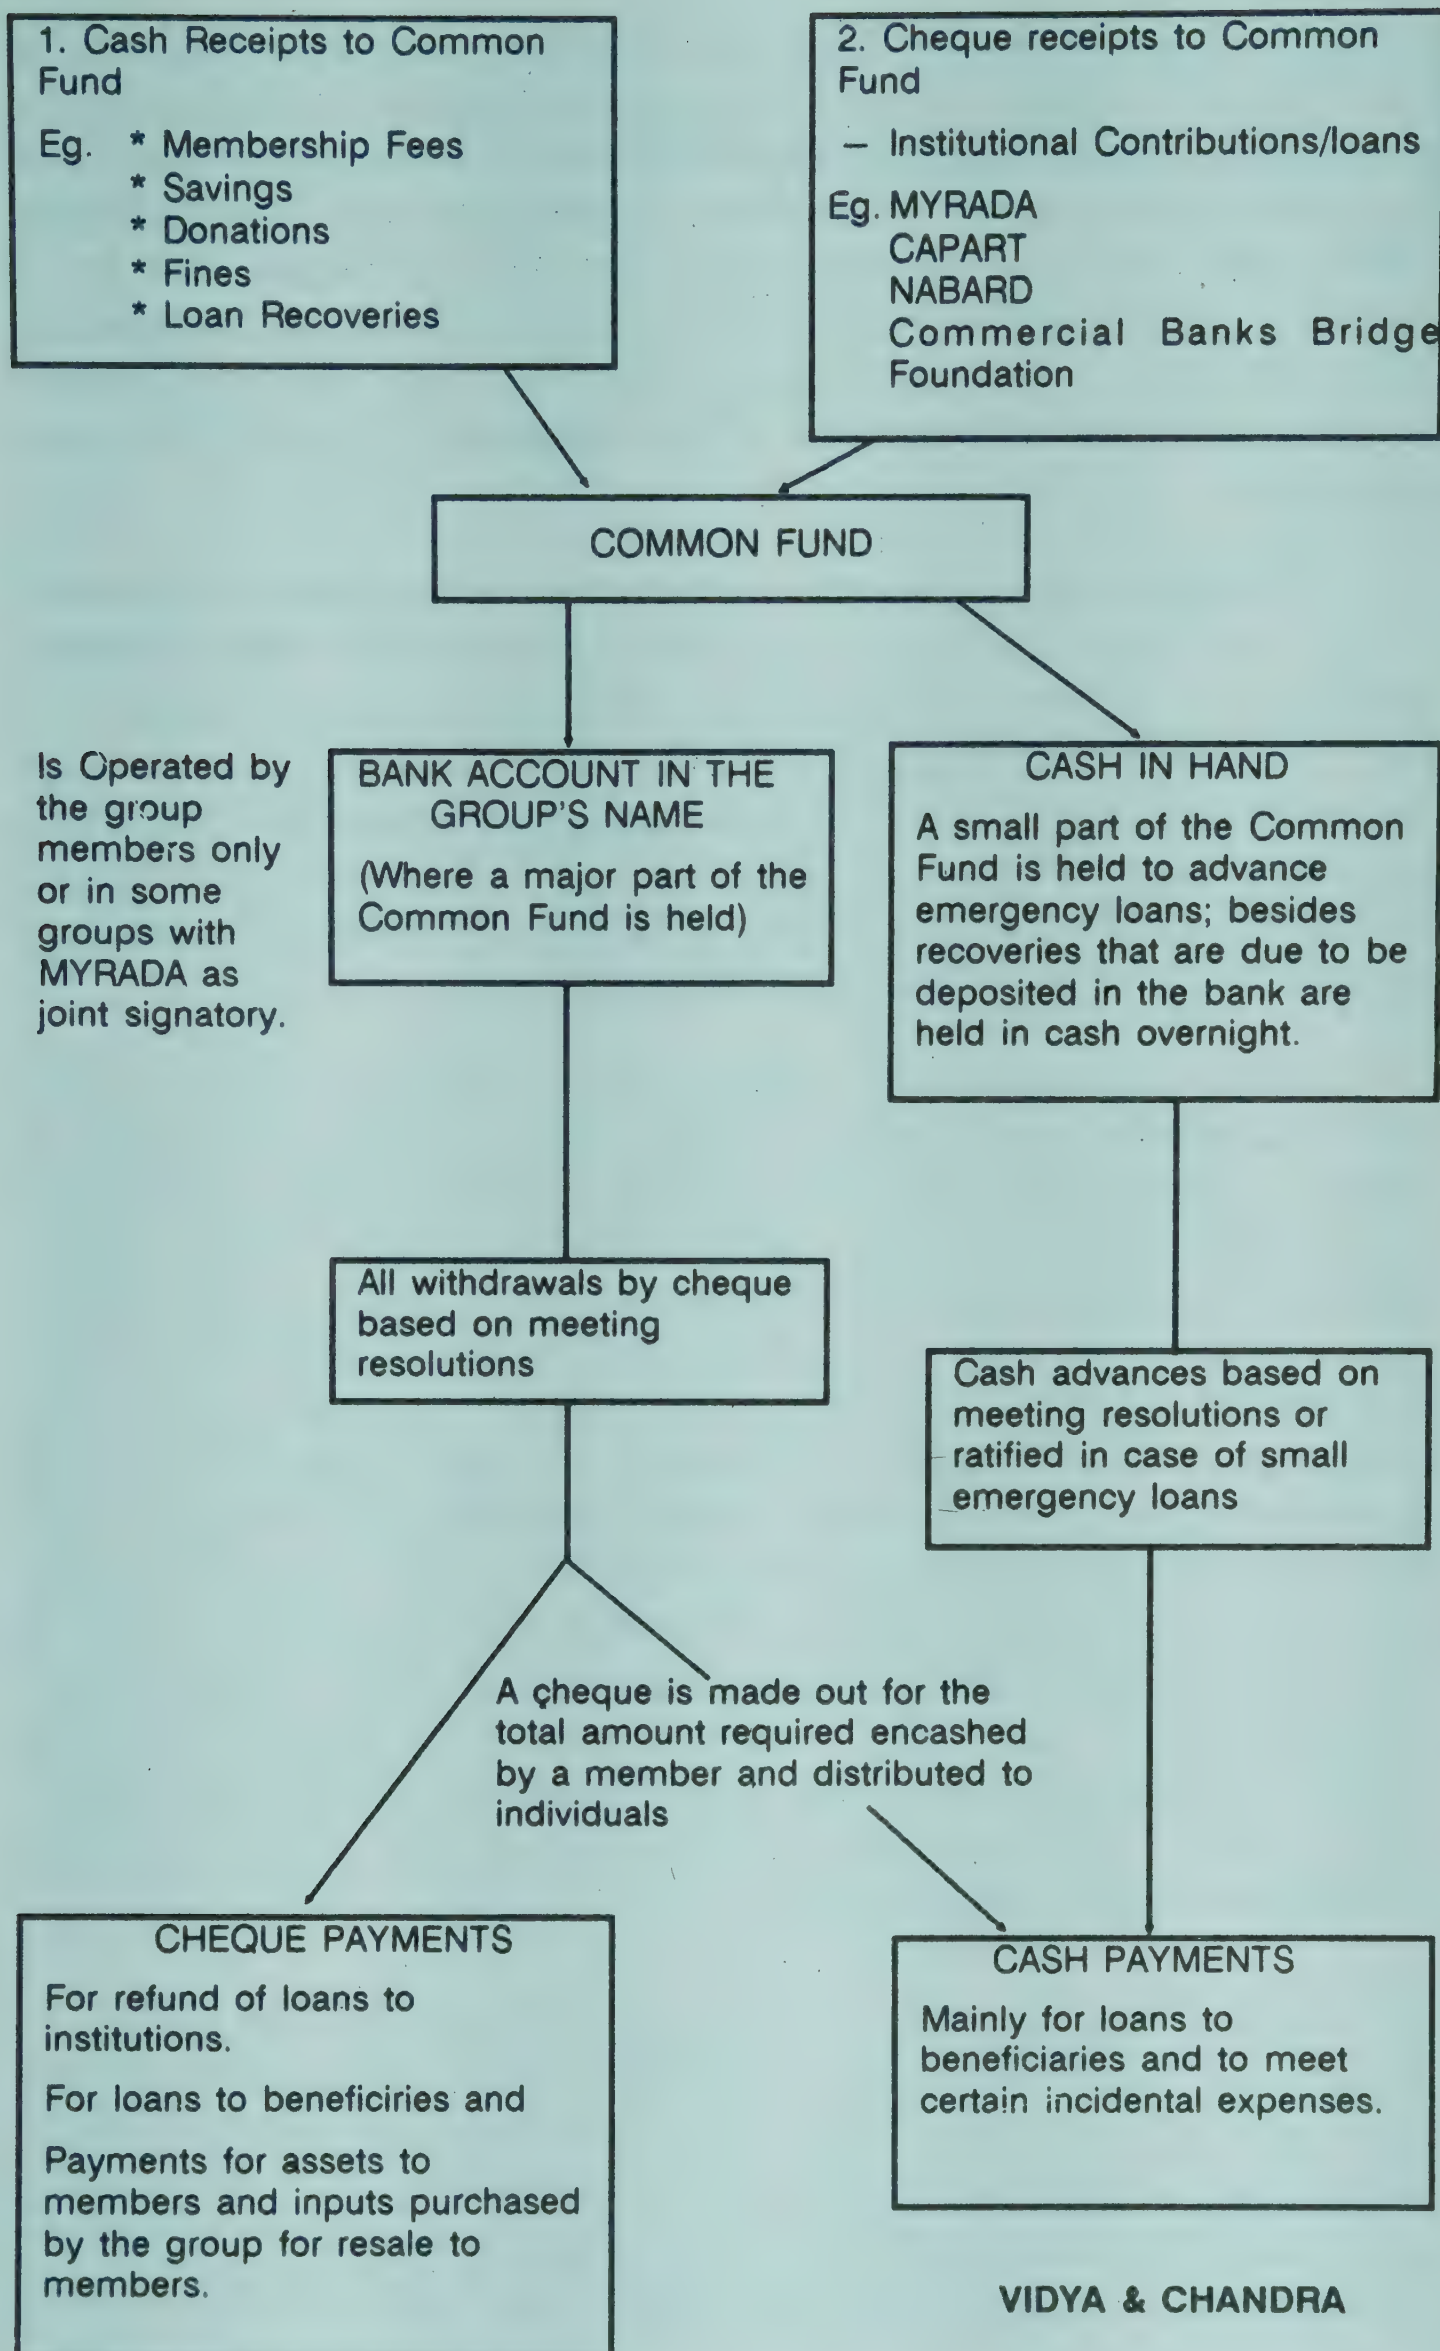 1. Cash Receipts to Common
Fund
Eg. * Membership Fees
* Savings
* Donations
* Fines
* Loan Recoveries
2. Cheque receipts to Common
Fund
– Institutional Contributions/loans
Eg. MYRADA
CAPART
NABARD
Commercial Banks Bridge
Foundation
COMMON FUND
Is Operated by
the group
members only
or in some
groups with
MYRADA as
joint signatory.
BANK ACCOUNT IN THE
GROUP'S NAME
(Where a major part of the
Common Fund is held)
CASH IN HAND
A small part of the Common
Fund is held to advance
emergency loans; besides
recoveries that are due to be
deposited in the bank are
held in cash overnight.
All withdrawals by cheque
based on meeting
resolutions
Cash advances based on
meeting resolutions or
ratified in case of small
emergency loans
A cheque is made out for the
total amount required encashed
by a member and distributed to
individuals
CHEQUE PAYMENTS
For refund of loans to
institutions.
For loans to beneficiries and
Payments for assets to
members and inputs purchased
by the group for resale to
members.
CASH PAYMENTS
Mainly for loans to
beneficiaries and to meet
certain incidental expenses.
VIDYA & CHANDRA